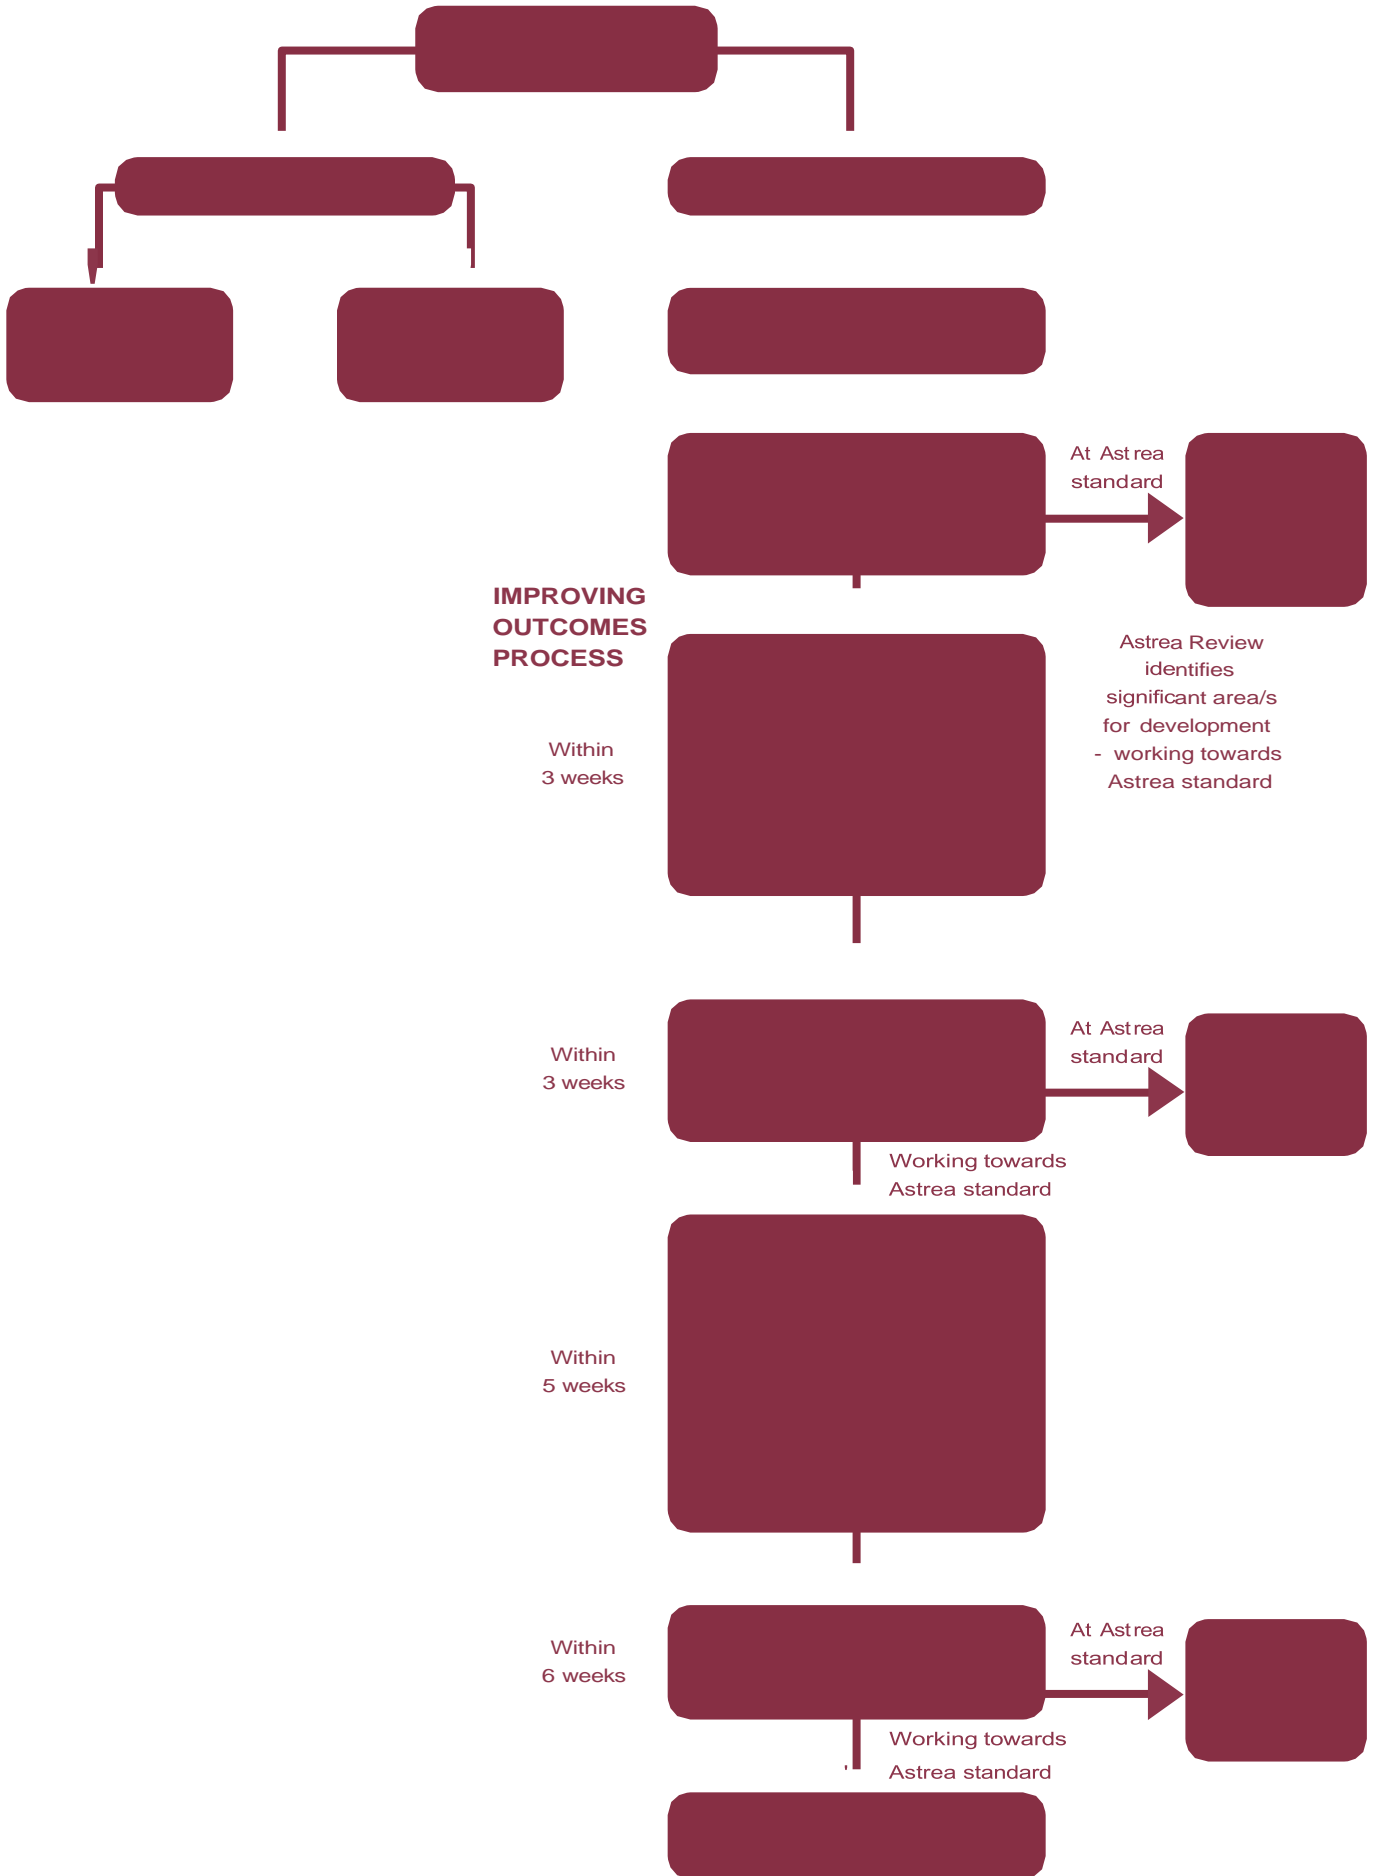 At Astrea
standard
IMPROVING
OUTCOMES
PROCESS
Astrea Review
identifies
significant area/s
for development
- working towards
Astrea standard
Within
3 weeks
Within
3 weeks
At Astrea
standard
Working towards
Astrea standard
Within
5 weeks
Within
6 weeks
At Astrea
standard
Working towards
Astrea standard